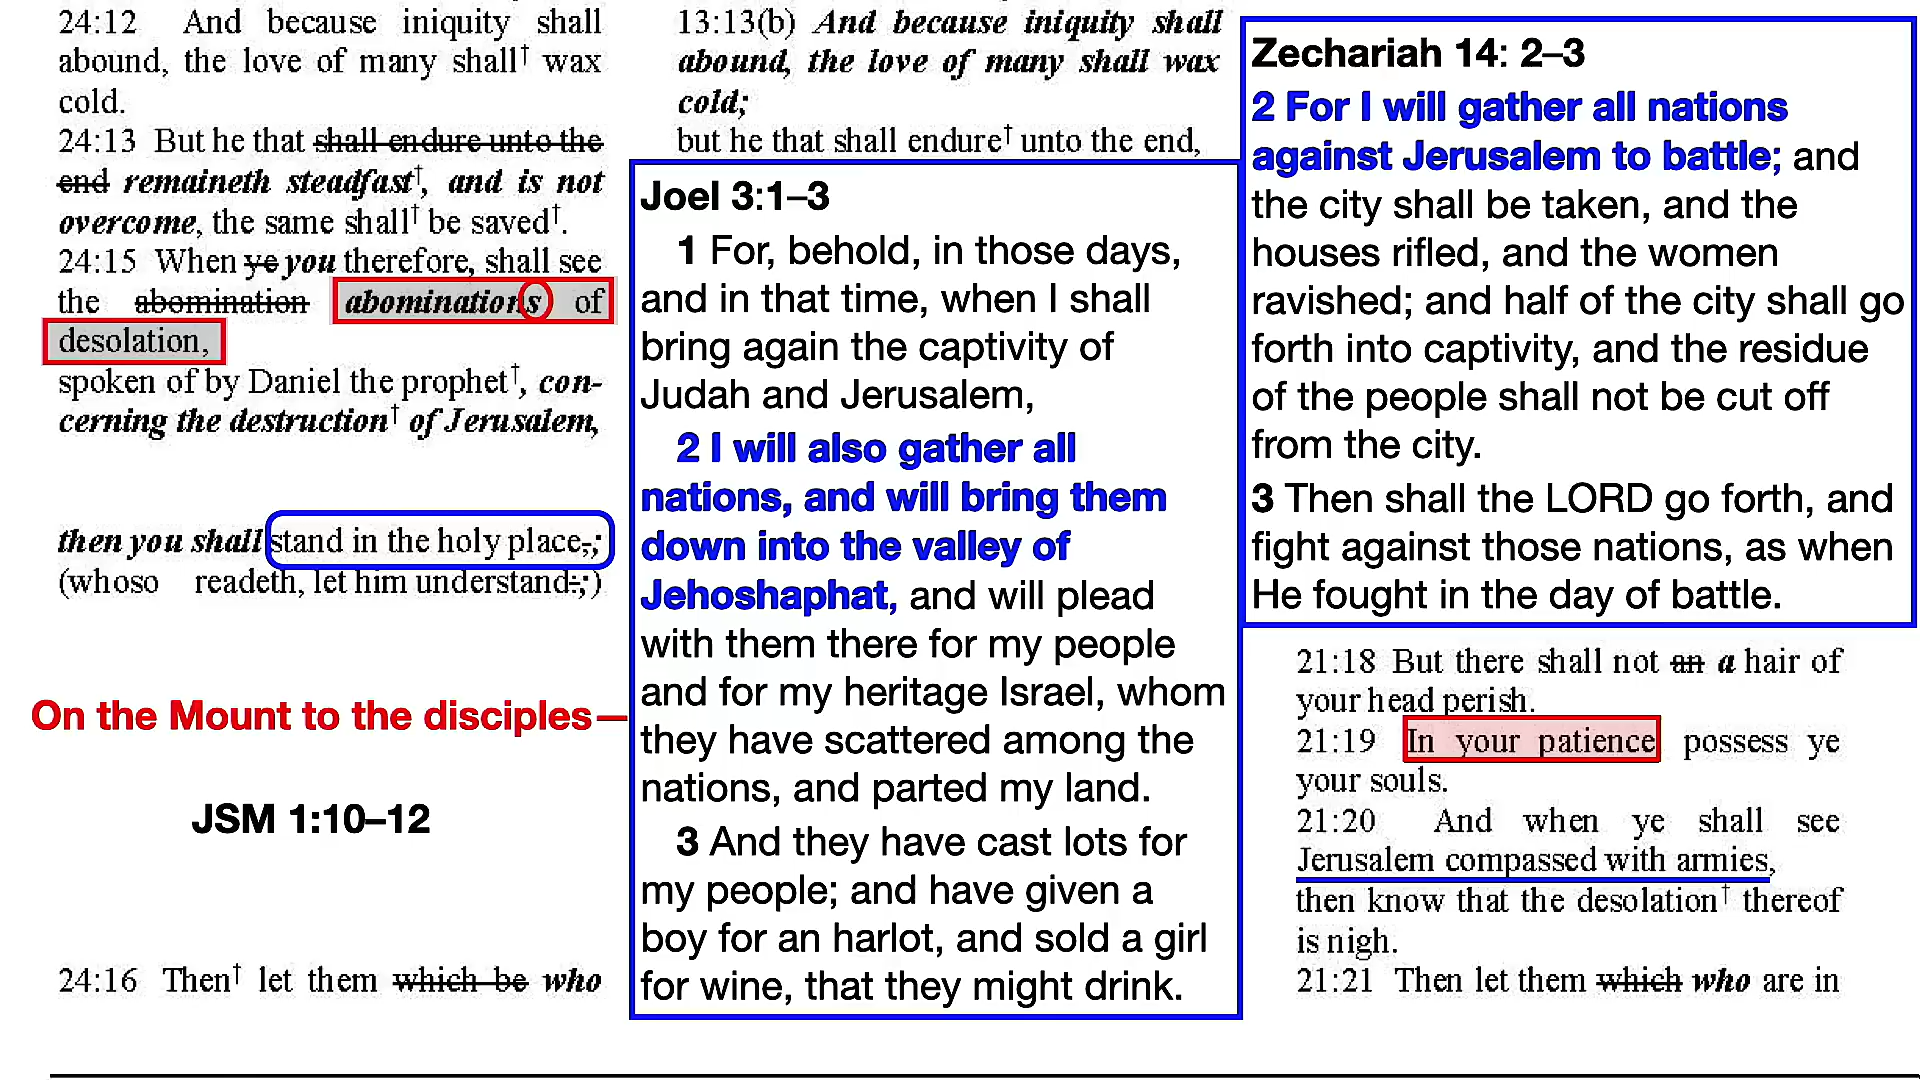 24:12 And because iniquity shall
abound, the love of many shall† wax
cold.
24:13 But he that shall endure unto the
end remaineth steadfast†, and is not
overcome, the same shall† be saved†.
24:15 When ye you therefore, shall see
the abomination abominations of
desolation,
spoken of by Daniel the prophet†, con-
cerning the destruction† of Jerusalem,
then you shall stand in the holy place,;
(whoso readeth, let him understand:;)
On the Mount to the disciples—
JSM 1:10–12
24:16 Then† let them which be who
13:13(b) And because iniquity shall
abound, the love of many shall wax
cold;
but he that shall endure† unto the end,
Joel 3:1–3
1 For, behold, in those days,
and in that time, when I shall
bring again the captivity of
Judah and Jerusalem,
2 I will also gather all
nations, and will bring them
down into the valley of
Jehoshaphat, and will plead
with them there for my people
and for my heritage Israel, whom
they have scattered among the
nations, and parted my land.
3 And they have cast lots for
my people; and have given a
boy for an harlot, and sold a girl
for wine, that they might drink.
Zechariah 14: 2–3
2 For I will gather all nations
against Jerusalem to battle; and
the city shall be taken, and the
houses rifled, and the women
ravished; and half of the city shall go
forth into captivity, and the residue
of the people shall not be cut off
from the city.
3 Then shall the LORD go forth, and
fight against those nations, as when
He fought in the day of battle.
21:18 But there shall not an a hair of
your head perish.
21:19 In your patience possess ye
your souls.
21:20 And when ye shall see
Jerusalem compassed with armies,
then know that the desolation† thereof
is nigh.
21:21 Then let them which who are in